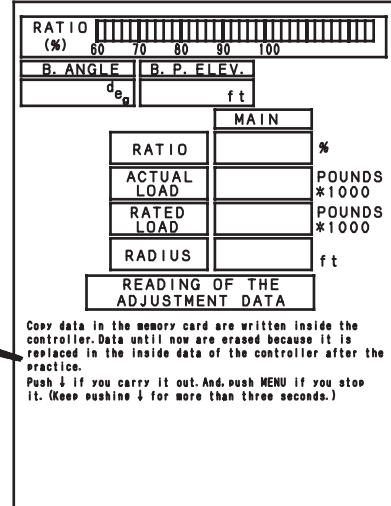 RATIO
(%)
60 70 80 90 100
B. ANGLE B. P. ELEV.
deg ft
MAIN
RATIO %
ACTUAL LOAD POUNDS *1000
RATED LOAD POUNDS *1000
RADIUS ft
READING OF THE
ADJUSTMENT DATA
Copy data in the memory card are written inside the
controller. Data until now are erased because it is
replaced in the inside data of the controller after the
practice.
Push ↓ if you carry it out. And, push MENU if you stop
it. (Keep pushing ↓ for more than three seconds.)